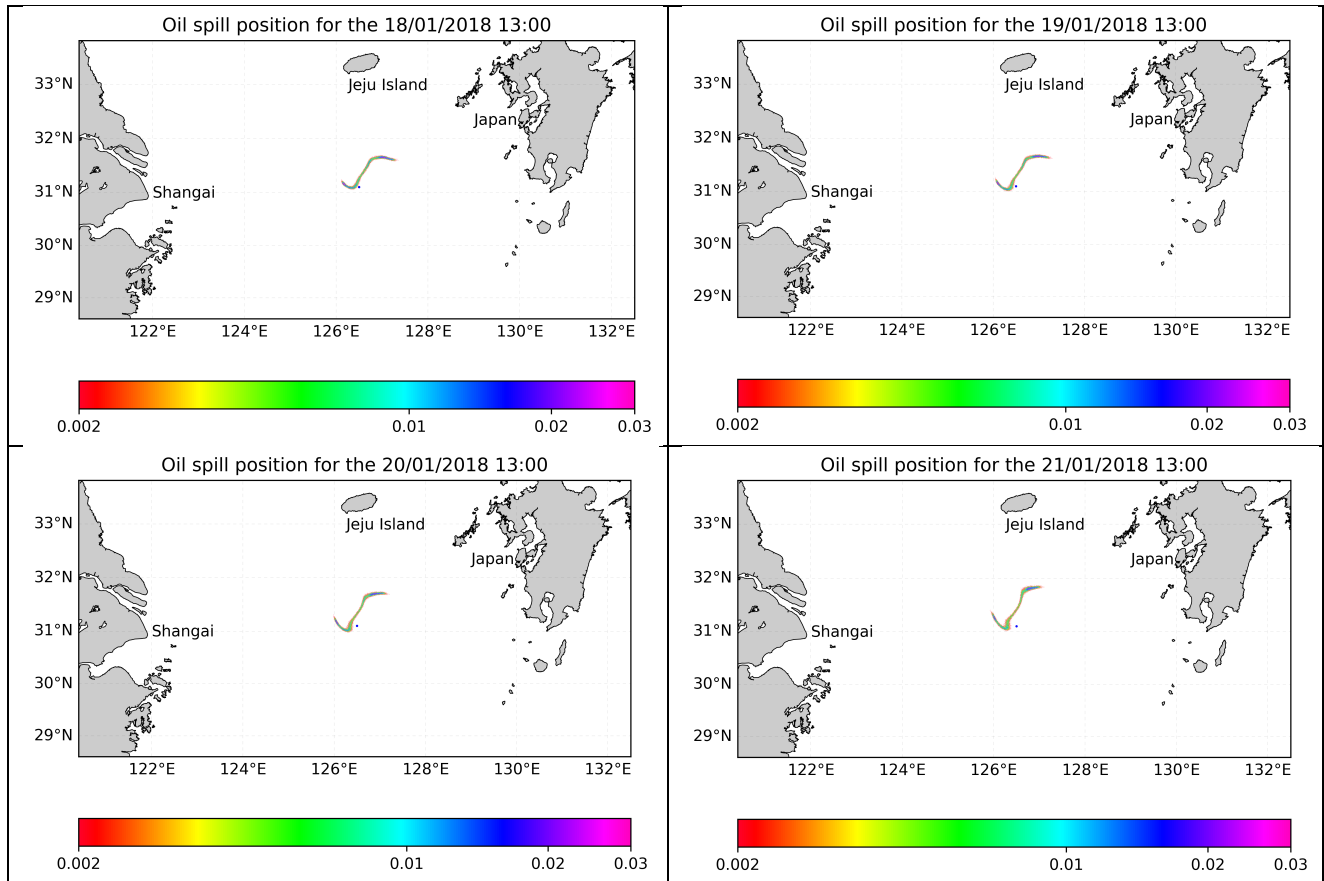 Oil spill position for the 18/01/2018 13:00
33°N
32°N
31°N
30°N
29°N
Jeju Island
Japan
Shangai
122°E 124°E 126°E 128°E 130°E 132°E
0.002 0.01 0.02 0.03
Oil spill position for the 19/01/2018 13:00
33°N
32°N
31°N
30°N
29°N
Jeju Island
Japan
Shangai
122°E 124°E 126°E 128°E 130°E 132°E
0.002 0.01 0.02 0.03
Oil spill position for the 20/01/2018 13:00
33°N
32°N
31°N
30°N
29°N
Jeju Island
Japan
Shangai
122°E 124°E 126°E 128°E 130°E 132°E
0.002 0.01 0.02 0.03
Oil spill position for the 21/01/2018 13:00
33°N
32°N
31°N
30°N
29°N
Jeju Island
Japan
Shangai
122°E 124°E 126°E 128°E 130°E 132°E
0.002 0.01 0.02 0.03